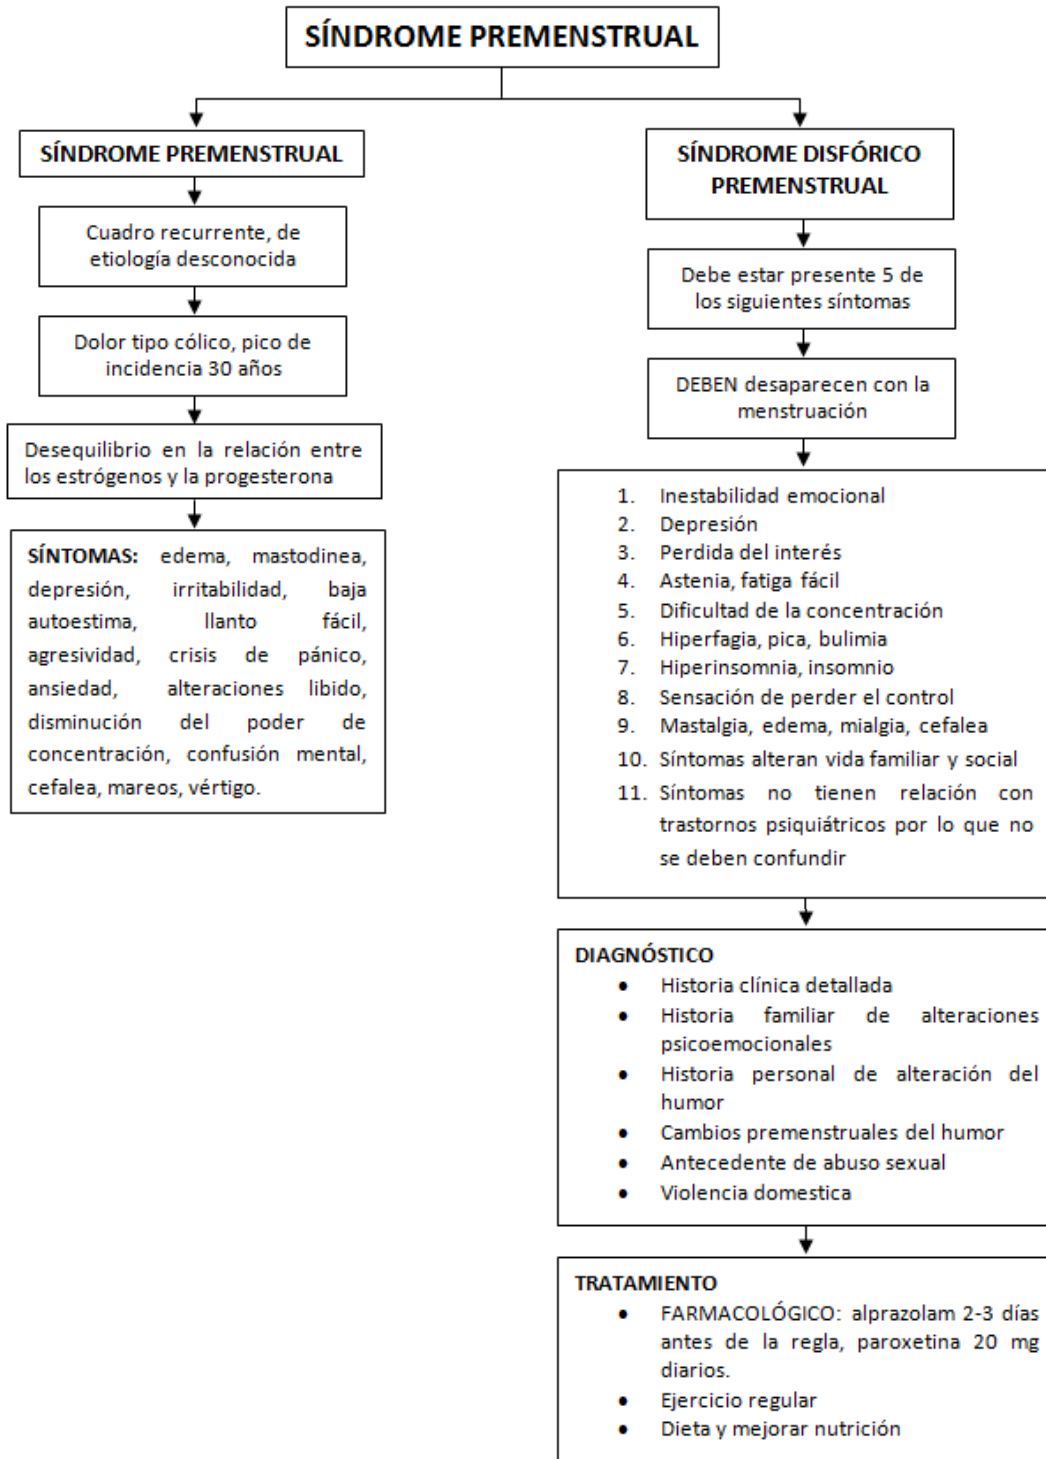 SÍNDROME PREMENSTRUAL
SÍNDROME PREMENSTRUAL
Cuadro recurrente, de
etiología desconocida
Dolor tipo cólico, pico de
incidencia 30 años
Desequilibrio en la relación entre
los estrógenos y la progesterona
SÍNTOMAS: edema, mastodinea,
depresión, irritabilidad, baja
autoestima, llanto fácil,
agresividad, crisis de pánico,
ansiedad, alteraciones libido,
disminución del poder de
concentración, confusión mental,
cefalea, mareos, vértigo.
SÍNDROME DISFÓRICO
PREMENSTRUAL
Debe estar presente 5 de
los siguientes síntomas
DEBEN desaparecen con la
menstruación
1. Inestabilidad emocional
2. Depresión
3. Perdida del interés
4. Astenia, fatiga fácil
5. Dificultad de la concentración
6. Hiperfagia, pica, bulimia
7. Hiperinsomnia, insomnio
8. Sensación de perder el control
9. Mastalgia, edema, mialgia, cefalea
10. Síntomas alteran vida familiar y social
11. Síntomas no tienen relación con
trastornos psiquiátricos por lo que no
se deben confundir
DIAGNÓSTICO
• Historia clínica detallada
• Historia familiar de alteraciones
psicoemocionales
• Historia personal de alteración del
humor
• Cambios premenstruales del humor
• Antecedente de abuso sexual
• Violencia domestica
TRATAMIENTO
• FARMACOLÓGICO: alprazolam 2-3 días
antes de la regla, paroxetina 20 mg
diarios.
• Ejercicio regular
• Dieta y mejorar nutrición